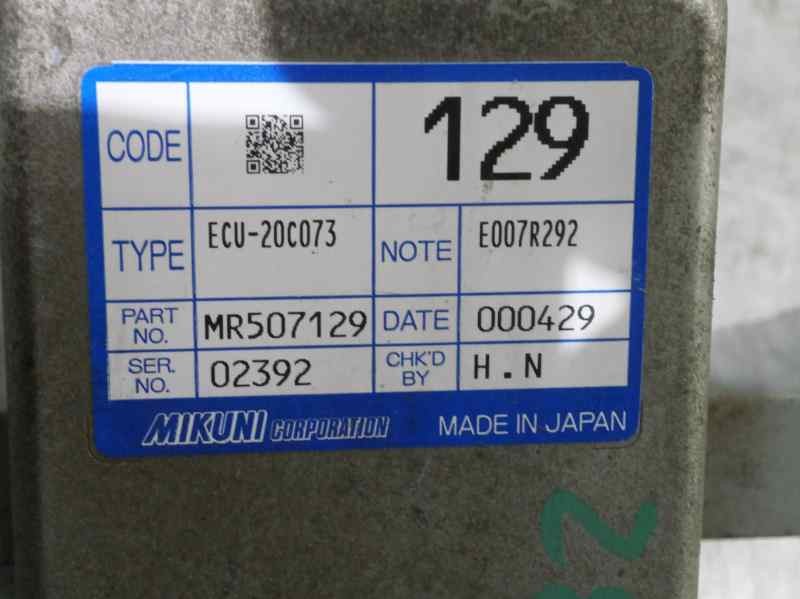 CODE 129
TYPE ECU-20C073 NOTE E007R292
PART NO. MR507129 DATE 000429
SER. NO. 02392 CHK'D BY H.N
MIKUNI CORPORATION MADE IN JAPAN